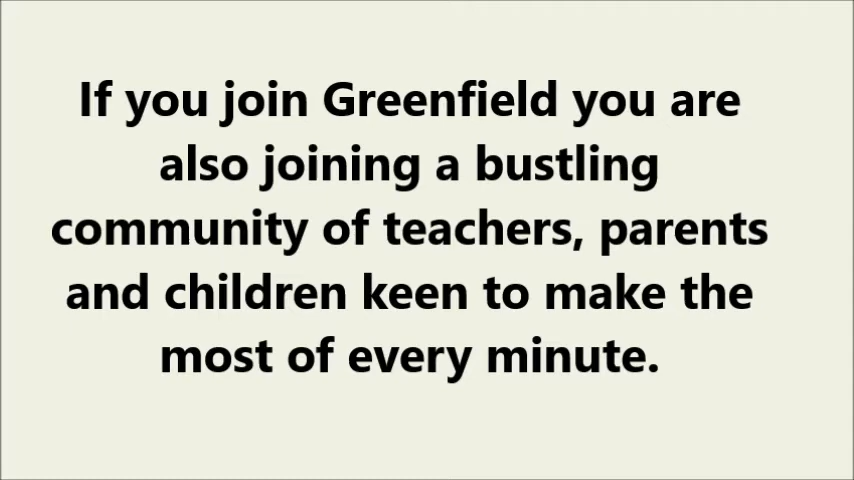 If you join Greenfield you are
also joining a bustling
community of teachers, parents
and children keen to make the
most of every minute.